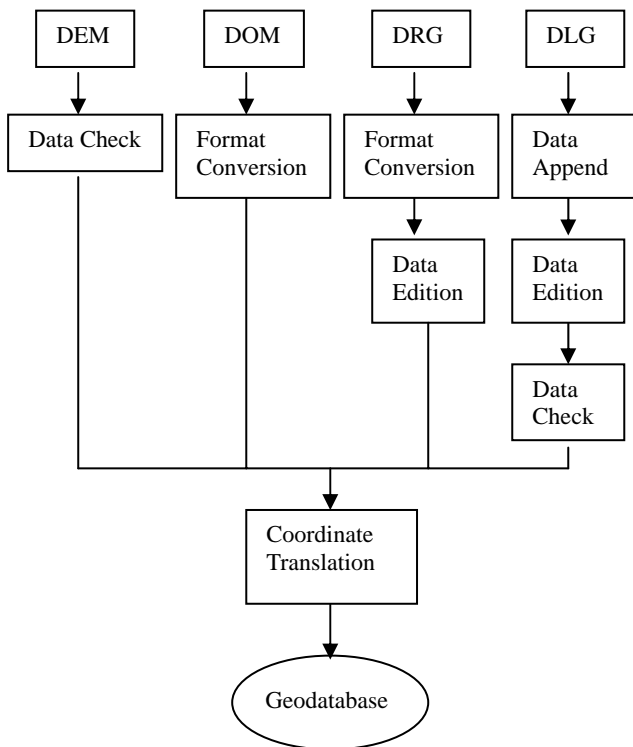 DEM
DOM
DRG
DLG
Data Check
Format
Conversion
Format
Conversion
Data
Append
Data
Edition
Data
Edition
Data
Check
Coordinate
Translation
Geodatabase